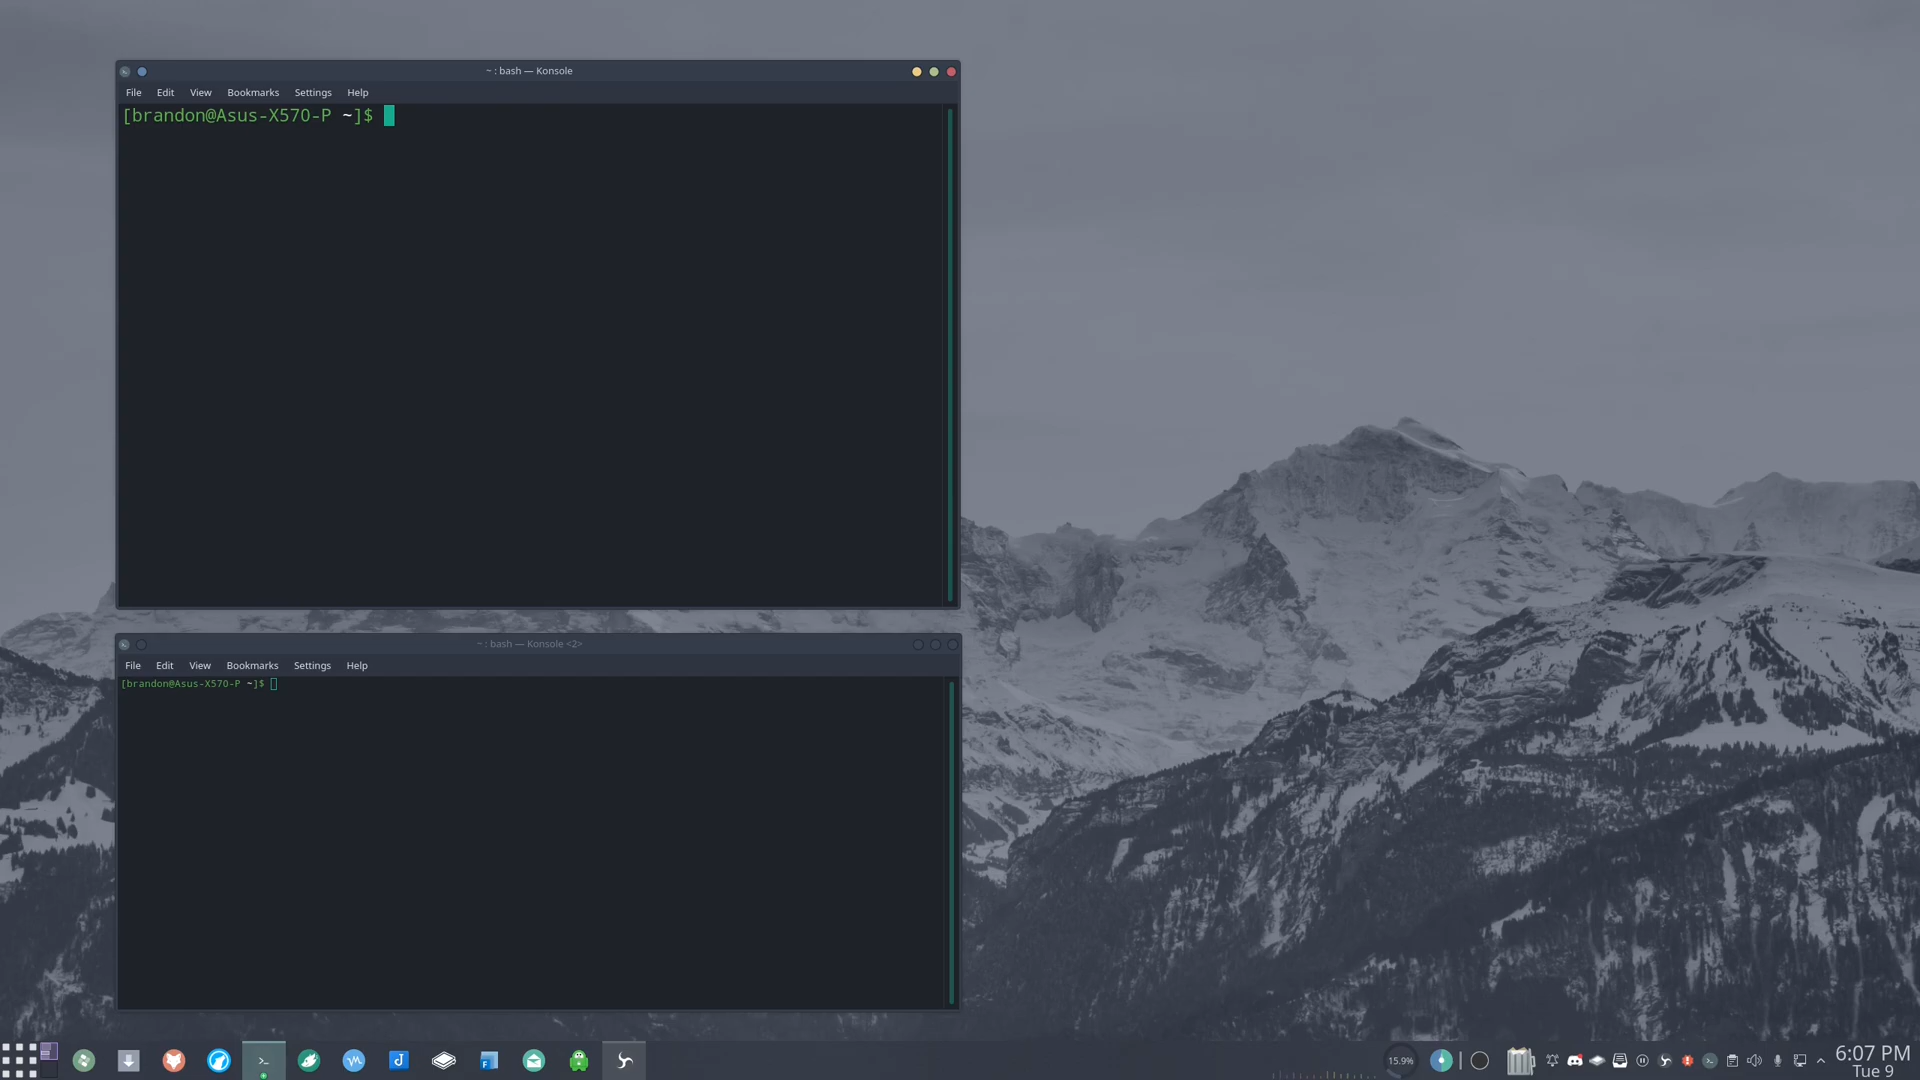 ~ : bash — Konsole
File Edit View Bookmarks Settings Help
[brandon@Asus-X570-P ~]$
~ : bash — Konsole <2>
File Edit View Bookmarks Settings Help
[brandon@Asus-X570-P ~]$
15.9%
6:07 PM
Tue 9